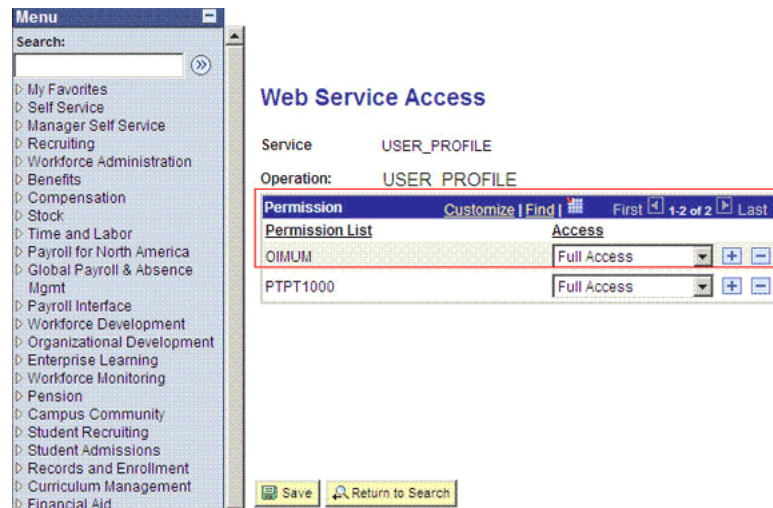 Menu
Search:
My Favorites
Self Service
Manager Self Service
Recruiting
Workforce Administration
Benefits
Compensation
Stock
Time and Labor
Payroll for North America
Global Payroll & Absence
Mgmt
Payroll Interface
Workforce Development
Organizational Development
Enterprise Learning
Workforce Monitoring
Pension
Campus Community
Student Recruiting
Student Admissions
Records and Enrollment
Curriculum Management
Financial Aid
Web Service Access
Service USER_PROFILE
Operation: USER_PROFILE
Permission Customize | Find | First 1-2 of 2 Last
Permission List Access
OIMUM Full Access
PTPT1000 Full Access
Save Return to Search